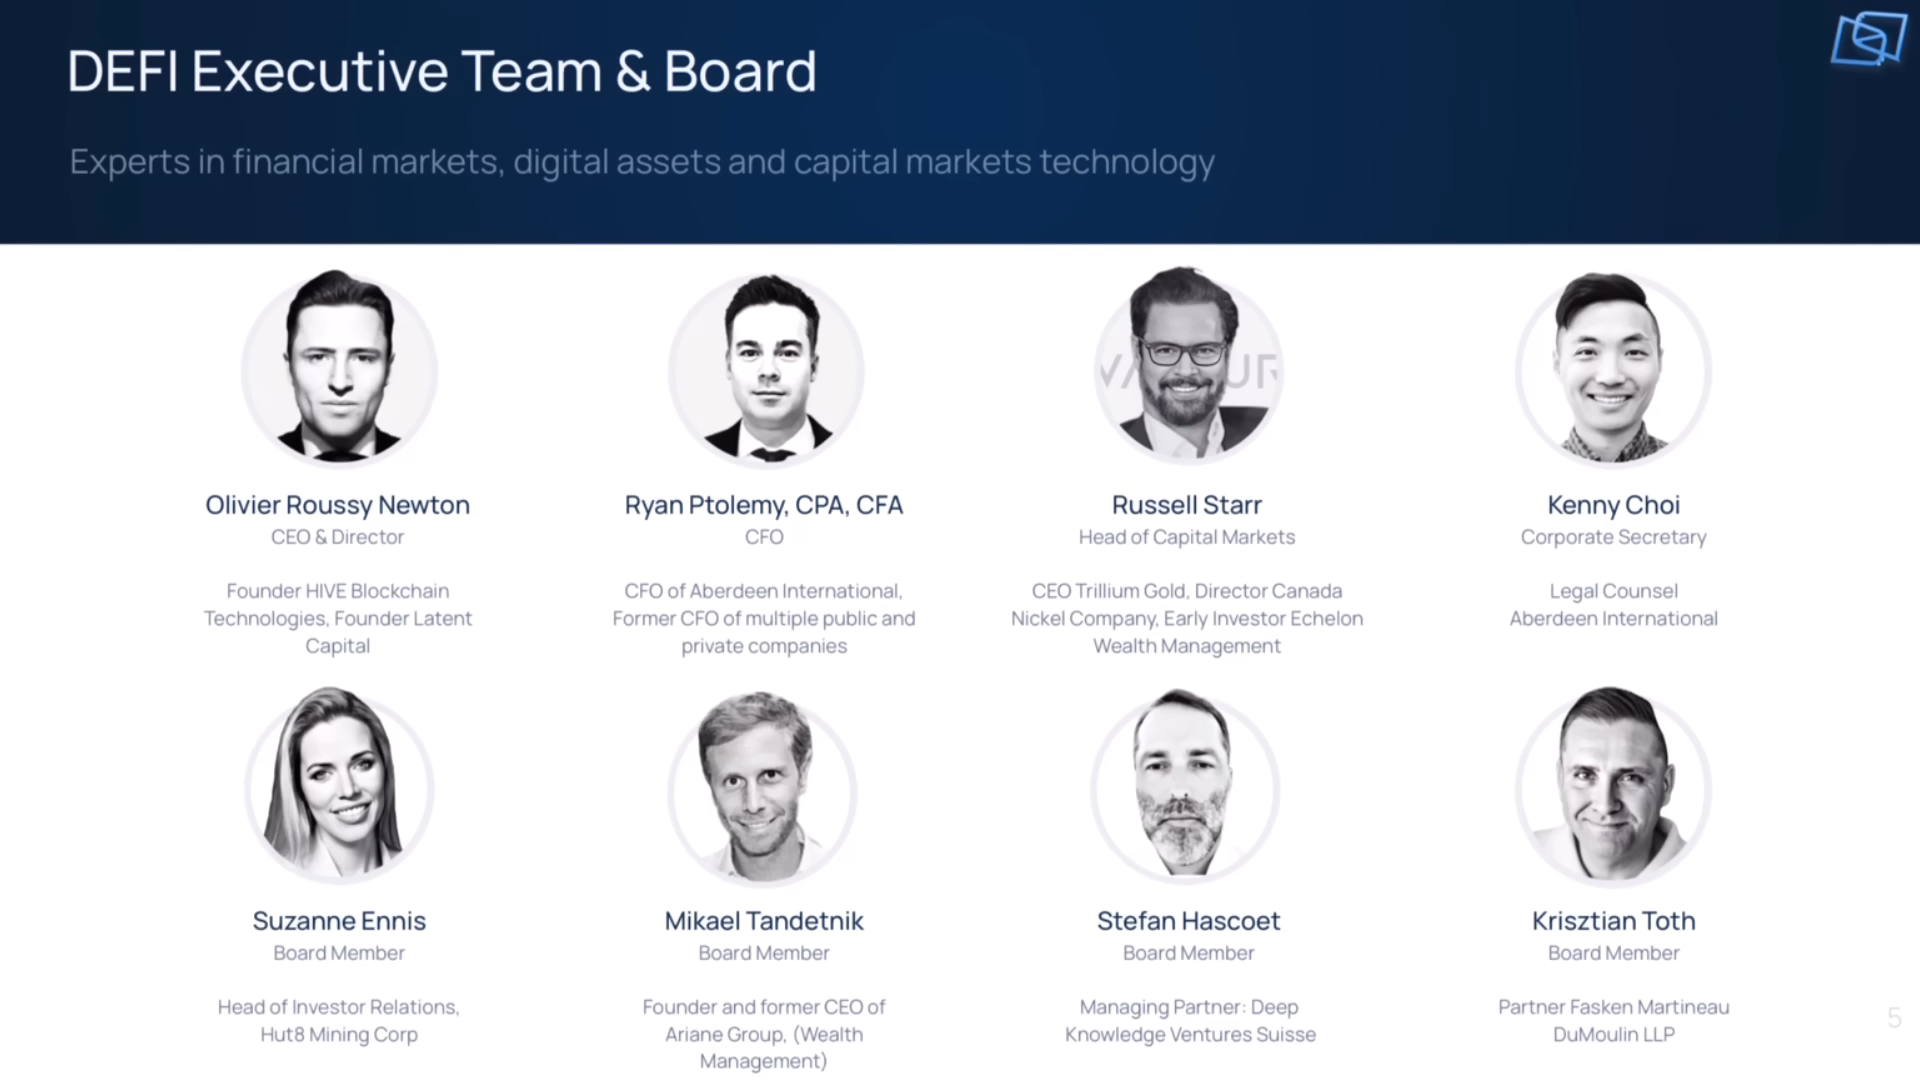 DEFI Executive Team & Board
Experts in financial markets, digital assets and capital markets technology
Olivier Roussy Newton
CEO & Director
Founder HIVE Blockchain
Technologies, Founder Latent
Capital
Ryan Ptolemy, CPA, CFA
CFO
CFO of Aberdeen International,
Former CFO of multiple public and
private companies
Russell Starr
Head of Capital Markets
CEO Trillium Gold, Director Canada
Nickel Company, Early Investor Echelon
Wealth Management
Kenny Choi
Corporate Secretary
Legal Counsel
Aberdeen International
Suzanne Ennis
Board Member
Head of Investor Relations,
Hut8 Mining Corp
Mikael Tandetnik
Board Member
Founder and former CEO of
Ariane Group, (Wealth
Management)
Stefan Hascoet
Board Member
Managing Partner: Deep
Knowledge Ventures Suisse
Krisztian Toth
Board Member
Partner Fasken Martineau
DuMoulin LLP
5